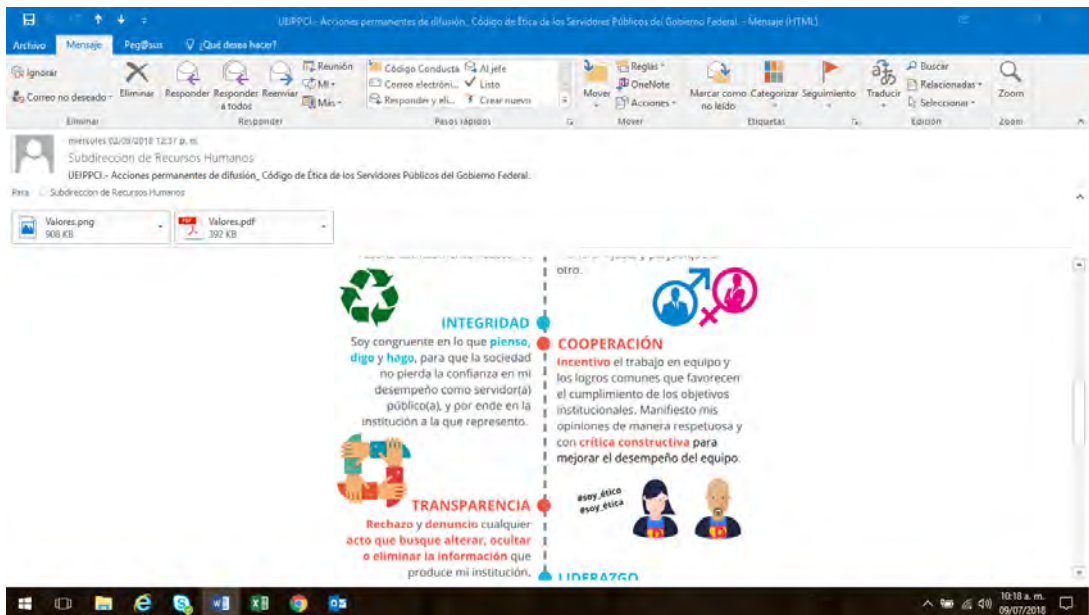 UEIPPCI.- Acciones permanentes de difusión_ Código de Ética de los Servidores Públicos del Gobierno Federal. - Mensaje (HTML)
Archivo Mensaje Peg@sus ¿Qué desea hacer?
Ignorar
Correo no deseado
Eliminar
Eliminar
Responder
Responder a todos
Reenviar
Reunión
MI
Más
Responder
Código Conducta
Al jefe
Correo electróni...
Listo
Responder y eli...
Crear nuevo
Pasos rápidos
Mover
Reglas
OneNote
Acciones
Mover
Marcar como no leído
Categorizar
Seguimiento
Etiquetas
Traducir
Buscar
Relacionadas
Seleccionar
Edición
Zoom
Zoom
miércoles 12:37 p. m.
Subdireccion de Recursos Humanos
UEIPPCI.- Acciones permanentes de difusión_ Código de Ética de los Servidores Públicos del Gobierno Federal.
Para Subdireccion de Recursos Humanos
Valores.png
908 KB
Valores.pdf
392 KB
INTEGRIDAD
Soy congruente en lo que pienso,
digo y hago, para que la sociedad
no pierda la confianza en mi
desempeño como servidor(a)
público(a), y por ende en la
institución a la que represento.
TRANSPARENCIA
Rechazo y denuncio cualquier
acto que busque alterar, ocultar
o eliminar la información que
produce mi institución.
otro.
COOPERACIÓN
Incentivo el trabajo en equipo y
los logros comunes que favorecen
el cumplimiento de los objetivos
institucionales. Manifiesto mis
opiniones de manera respetuosa y
con crítica constructiva para
mejorar el desempeño del equipo.
#soy_ético
#soy_ética
LIDERAZGO
10:18 a. m.
09/07/2018